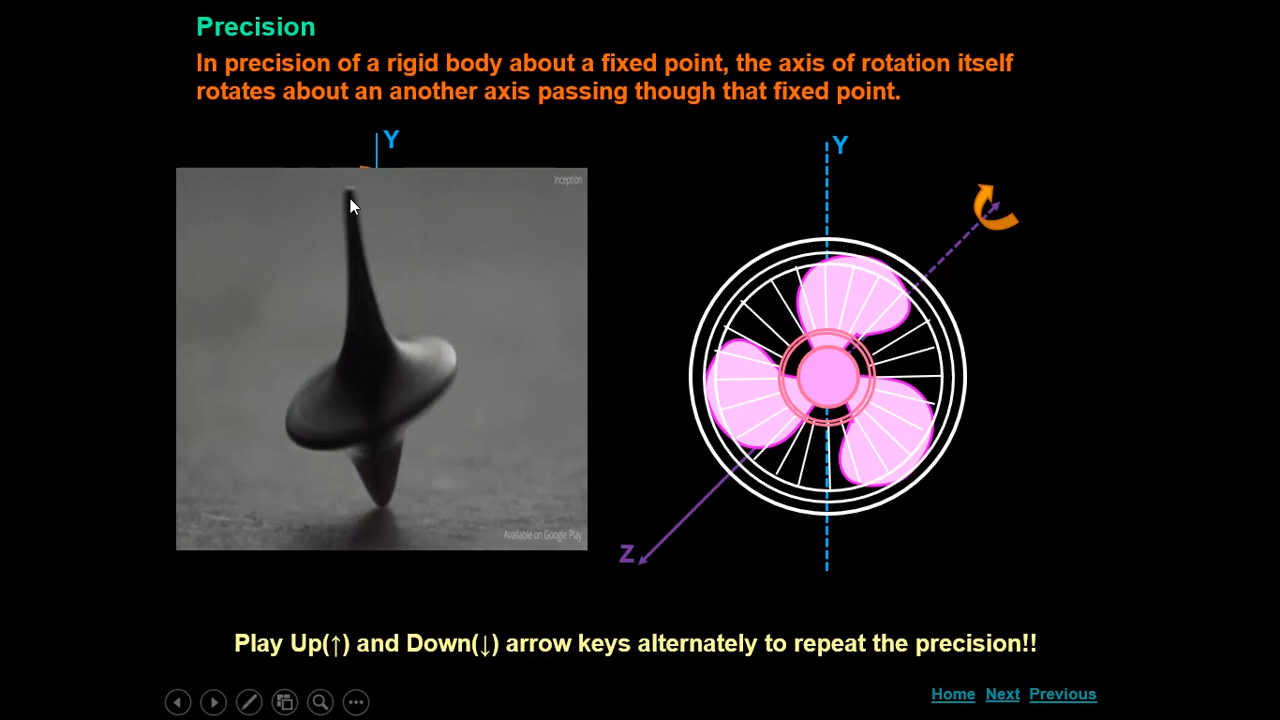 Precision
In precision of a rigid body about a fixed point, the axis of rotation itself
rotates about an another axis passing though that fixed point.
Y
Y
inception
Available on Google Play
Z
Play Up(↑) and Down(↓) arrow keys alternately to repeat the precision!!
Home Next Previous